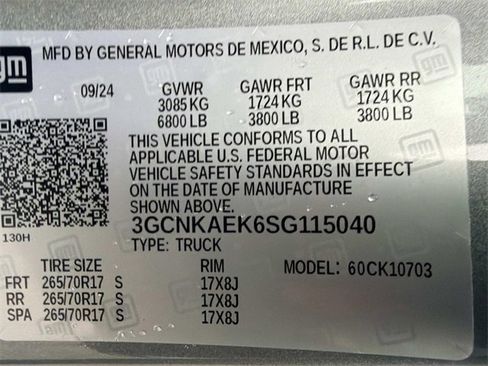 gm MFD BY GENERAL MOTORS DE MEXICO, S. DE R.L. DE C.V.
09/24 GVWR GAWR FRT GAWR RR
3085 KG 1724 KG 1724 KG
6800 LB 3800 LB 3800 LB
THIS VEHICLE CONFORMS TO ALL
APPLICABLE U.S. FEDERAL MOTOR
VEHICLE SAFETY STANDARDS IN EFFECT
ON THE DATE OF MANUFACTURE SHOWN ABOVE.
3GCNKAEK6SG115040
130H TYPE: TRUCK
TIRE SIZE RIM MODEL: 60CK10703
FRT 265/70R17 S 17X8J
RR 265/70R17 S 17X8J
SPA 265/70R17 S 17X8J